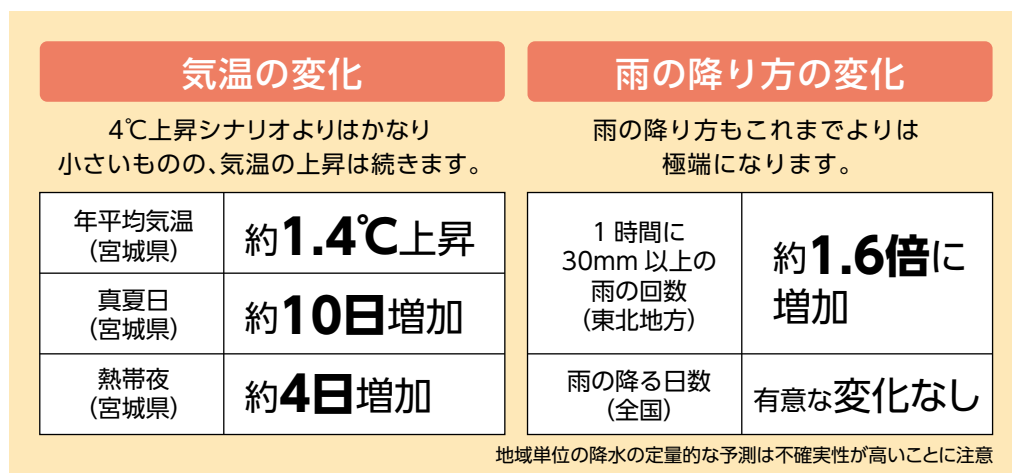 気温の変化
4℃上昇シナリオよりはかなり
小さいものの、気温の上昇は続きます。
年平均気温
(宮城県)
約1.4℃上昇
真夏日
(宮城県)
約10日増加
熱帯夜
(宮城県)
約4日増加
雨の降り方の変化
雨の降り方もこれまでよりは
極端になります。
1時間に
30mm以上の
雨の回数
(東北地方)
約1.6倍に
増加
雨の降る日数
(全国)
有意な変化なし
地域単位の降水の定量的な予測は不確実性が高いことに注意